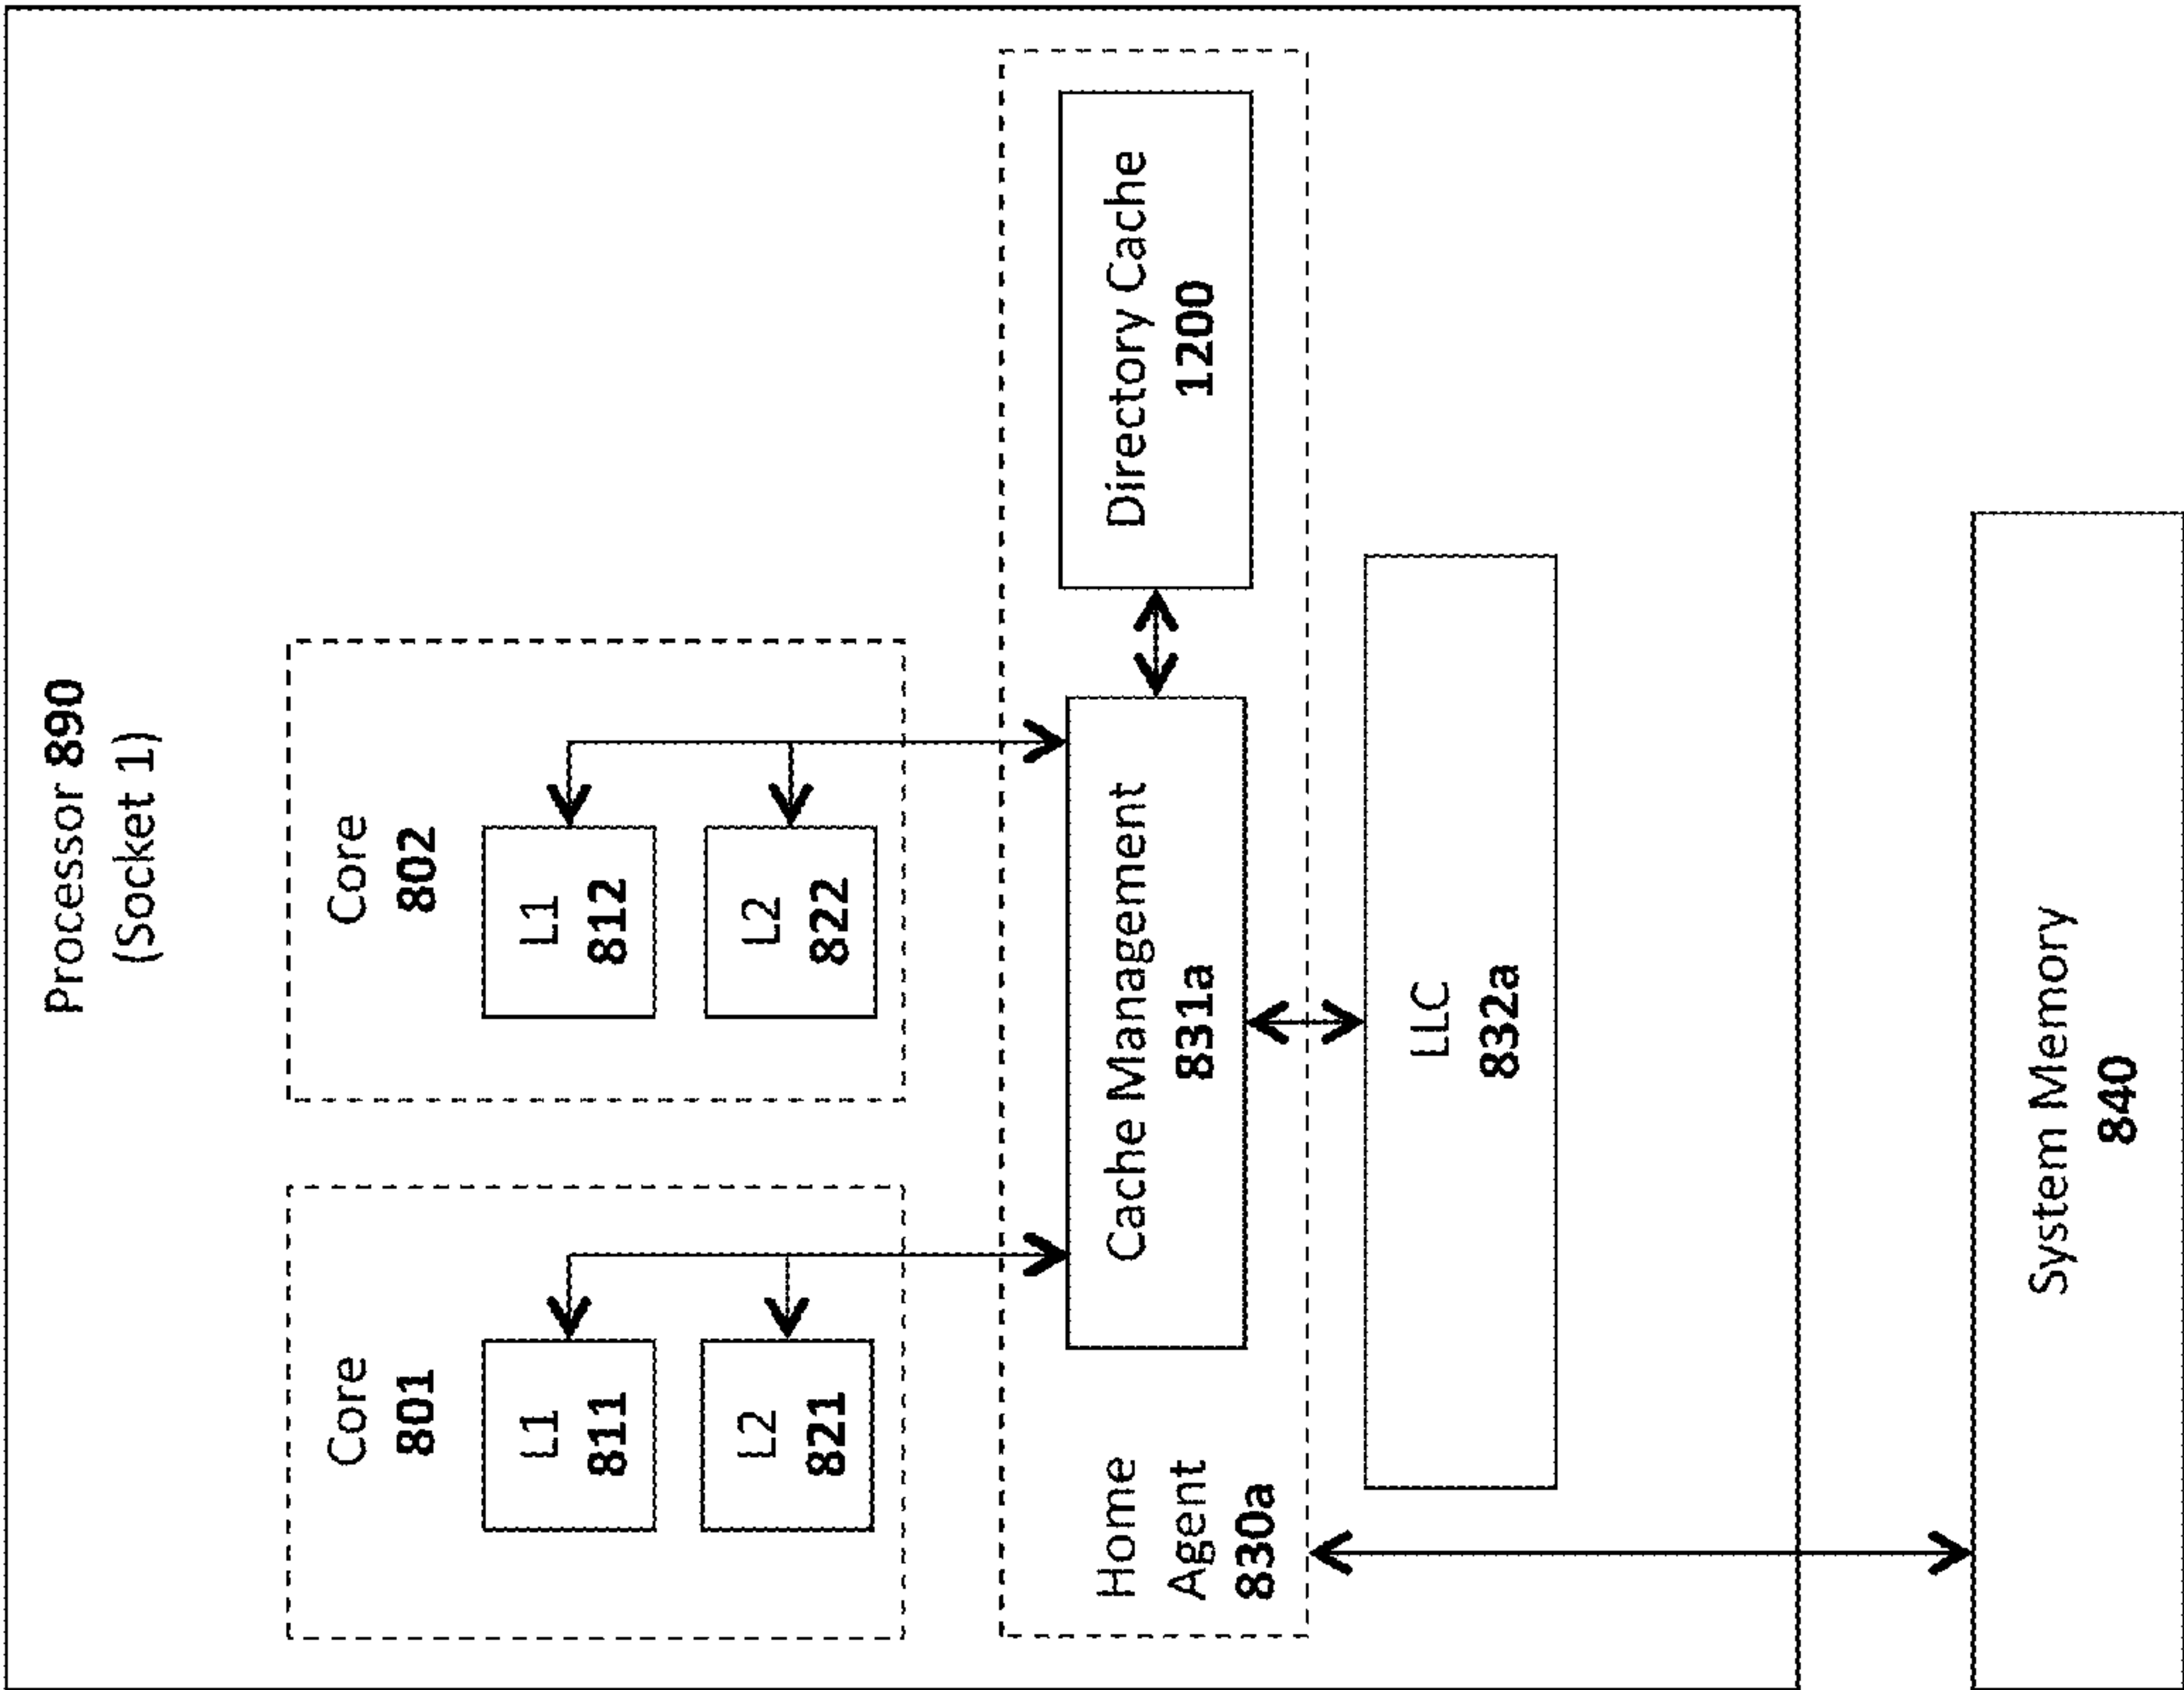 Processor 890
(Socket 1)
Core
801
L1
811
L2
821
Core
802
L1
812
L2
822
Home
Agent
830a
Cache Management
831a
Directory Cache
1200
LLC
832a
System Memory
840